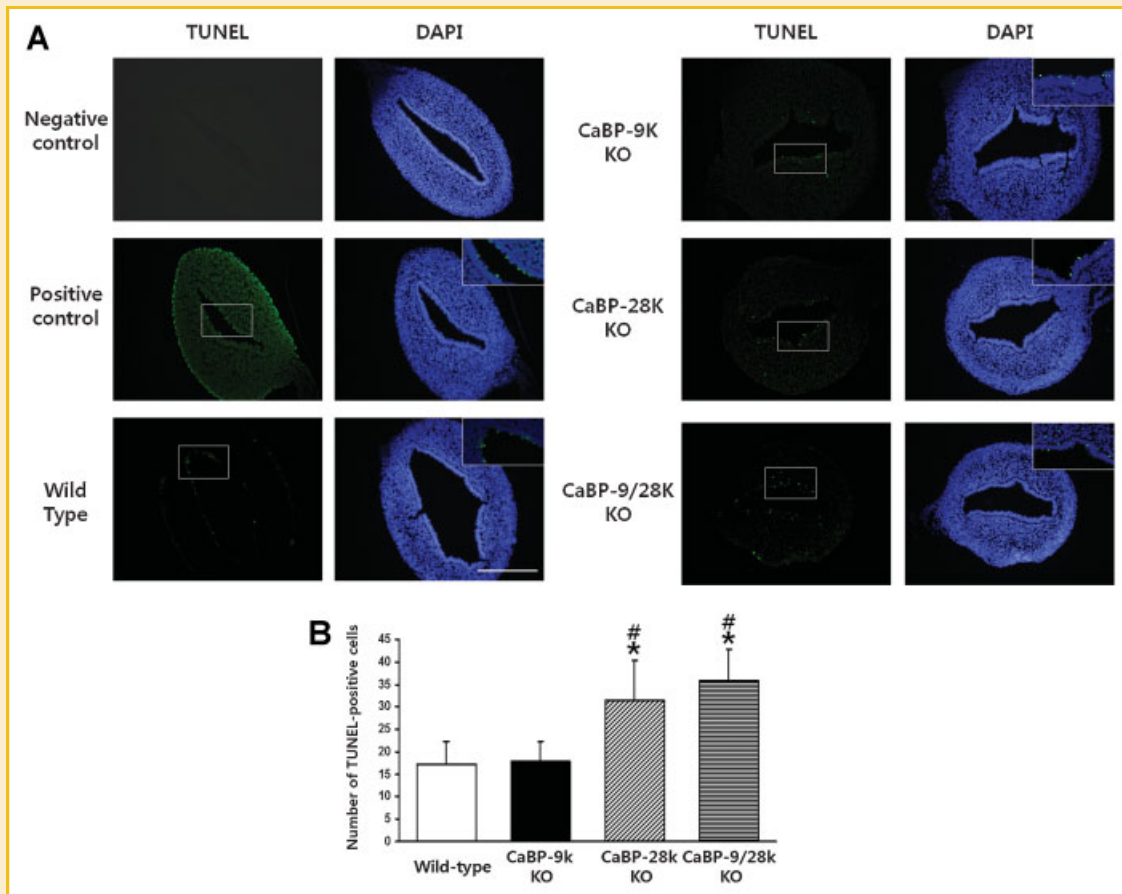 A
TUNEL DAPI TUNEL DAPI
Negative
control
CaBP-9K
KO
Positive
control
CaBP-28K
KO
Wild
Type
CaBP-9/28K
KO
B
Number of TUNEL-positive cells
45
40
35
30
25
20
15
10
5
0
#
*
#
*
Wild-type
CaBP-9k
KO
CaBP-28k
KO
CaBP-9/28k
KO